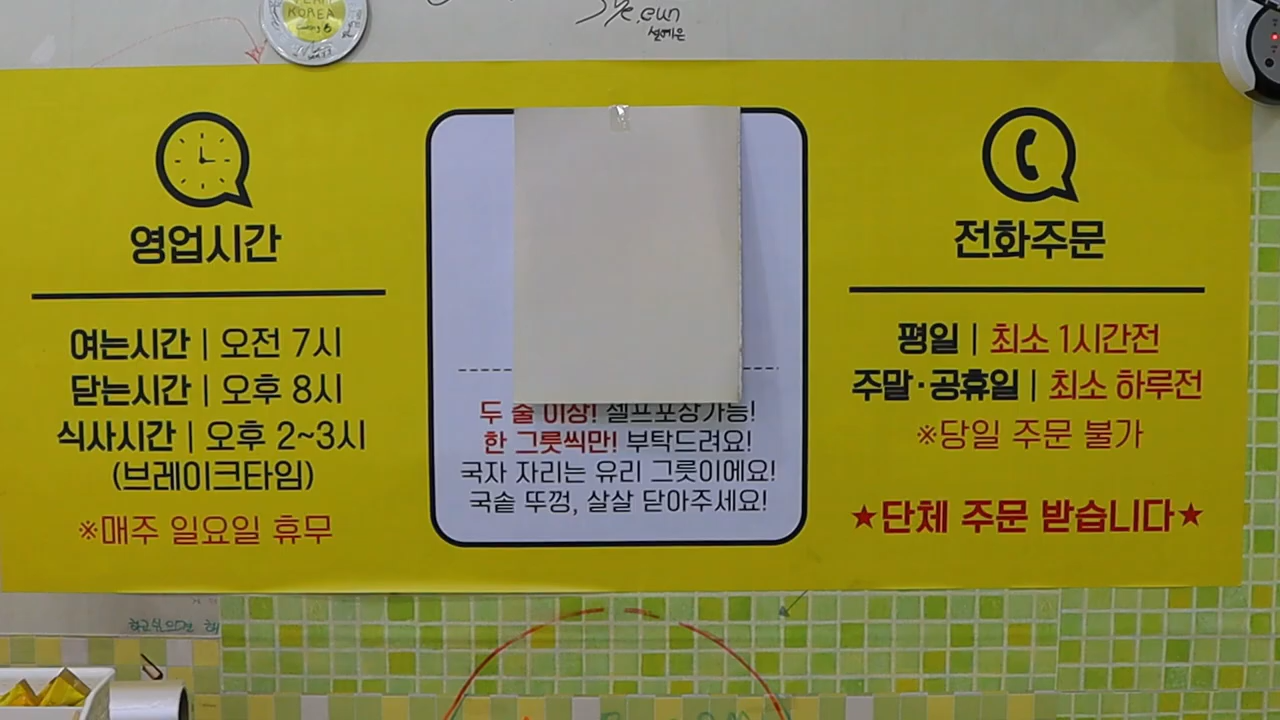 KOREA
Sye,eun
설예은
영업시간
여는시간 | 오전 7시
닫는시간 | 오후 8시
식사시간 | 오후 2~3시
(브레이크타임)
※매주 일요일 휴무
두 줄 이상! 셀프포장가능!
한 그릇씩만! 부탁드려요!
국자 자리는 유리 그릇이에요!
국솥 뚜껑, 살살 닫아주세요!
전화주문
평일 | 최소 1시간전
주말·공휴일 | 최소 하루전
※당일 주문 불가
★단체 주문 받습니다★